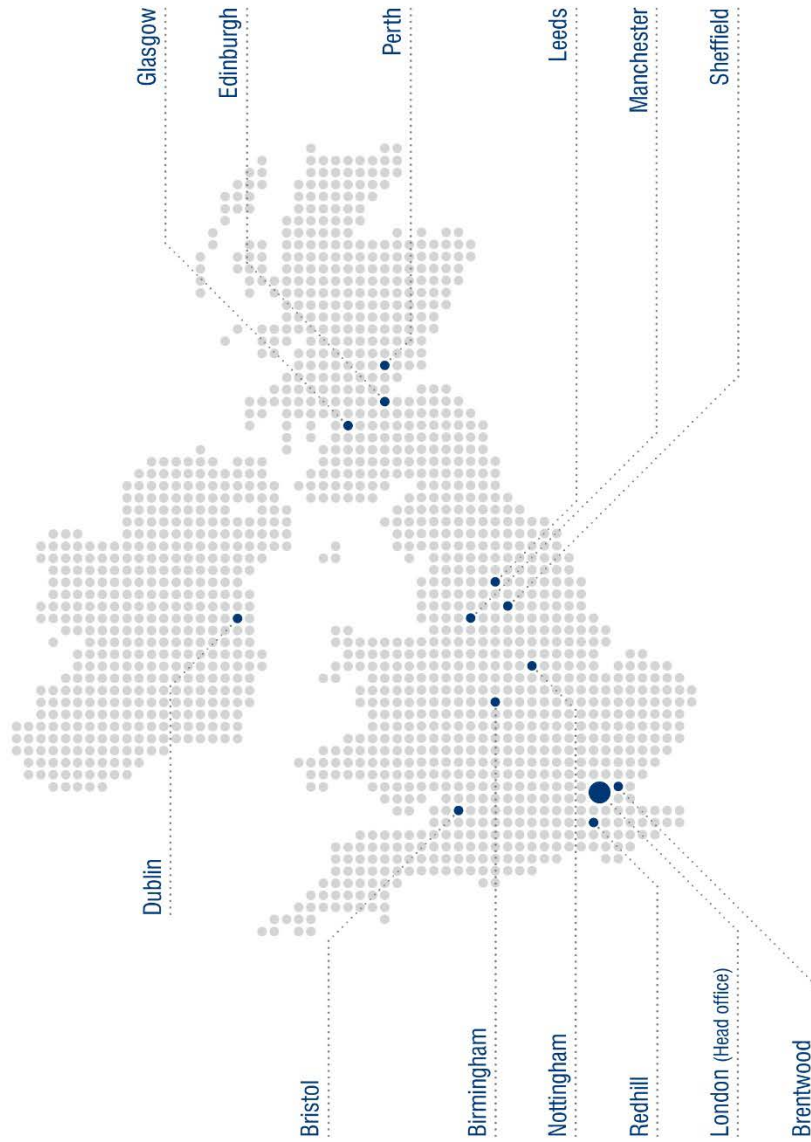 Glasgow
Edinburgh
Perth
Leeds
Manchester
Sheffield
Dublin
Bristol
Birmingham
Nottingham
Redhill
London (Head office)
Brentwood